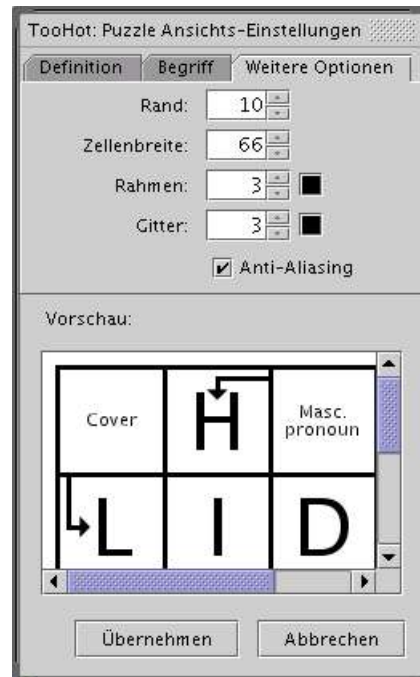 TooHot: Puzzle Ansichts-Einstellungen
Definition Begriff Weitere Optionen
Rand: 10
Zellenbreite: 66
Rahmen: 3
Gitter: 3
Anti-Aliasing
Vorschau:
Cover H Masc.
pronoun
L I D
Übernehmen Abbrechen